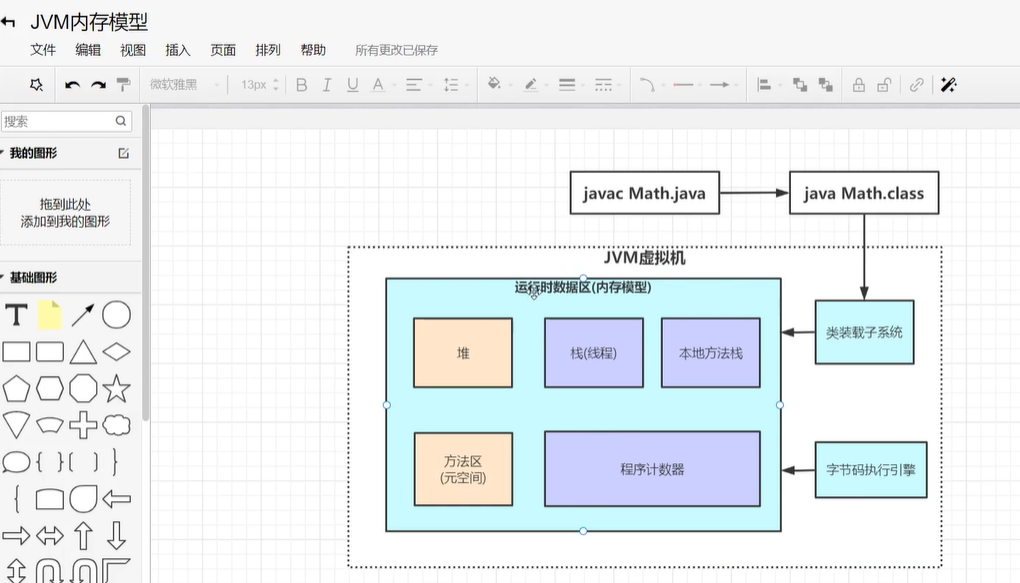 JVM内存模型
文件 编辑 视图 插入 页面 排列 帮助 所有更改已保存
微软雅黑 13px B I U A
搜索
我的图形
拖到此处
添加到我的图形
基础图形
T
javac Math.java
java Math.class
JVM虚拟机
运行时数据区(内存模型)
堆
栈(线程)
本地方法栈
类装载子系统
方法区
(元空间)
程序计数器
字节码执行引擎